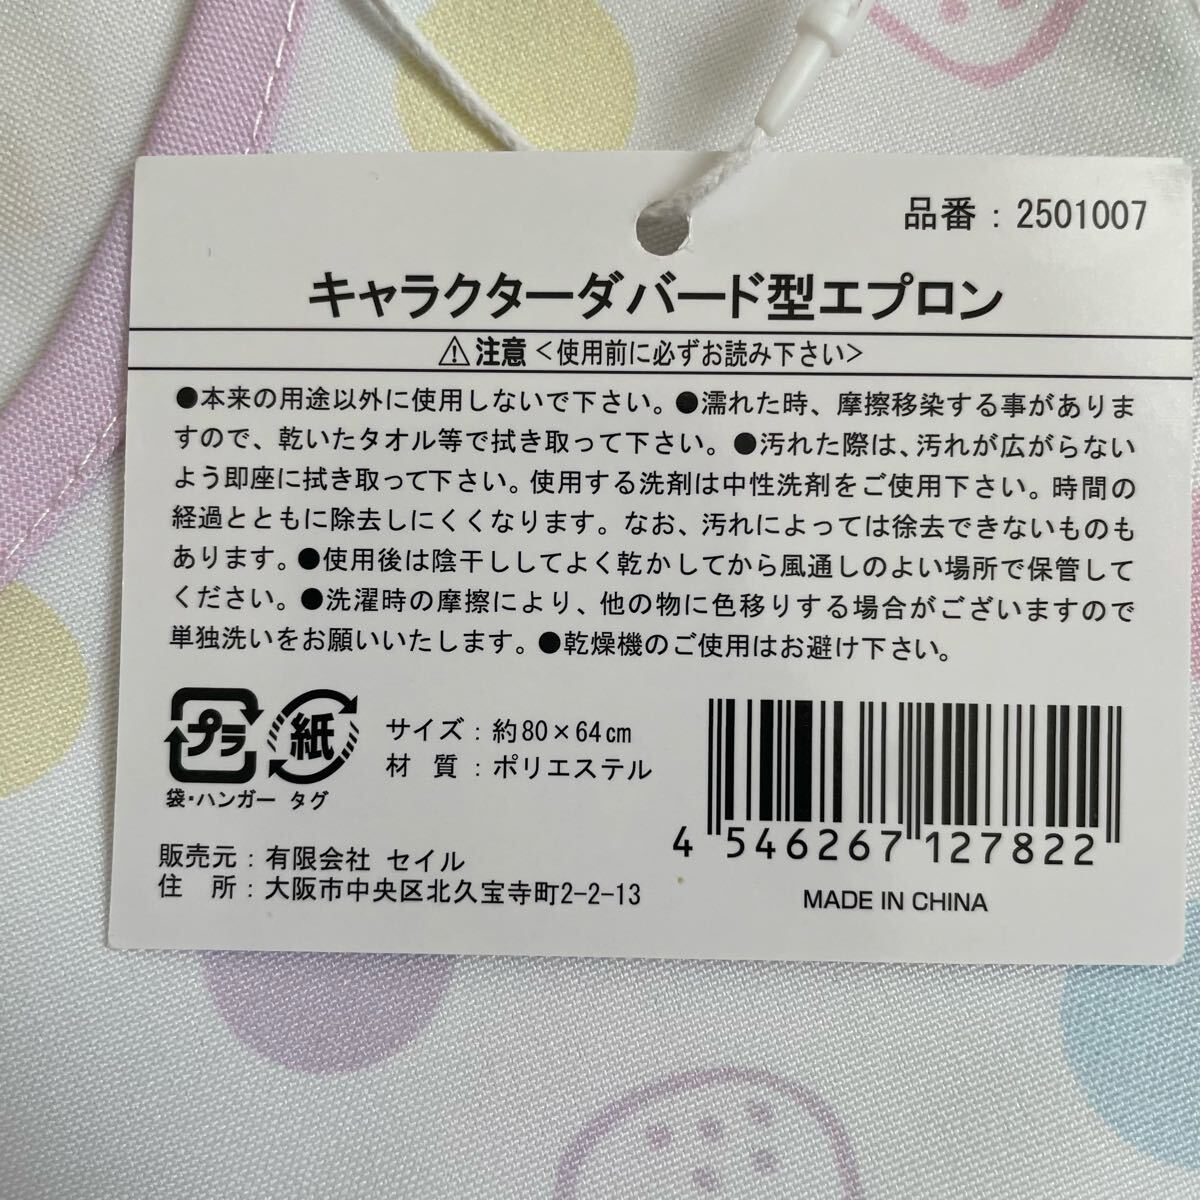 品番：2501007
キャラクターダバード型エプロン
⚠注意＜使用前に必ずお読み下さい＞
●本来の用途以外に使用しないで下さい。●濡れた時、摩擦移染する事がありま
すので、乾いたタオル等で拭き取って下さい。●汚れた際は、汚れが広がらない
よう即座に拭き取って下さい。使用する洗剤は中性洗剤をご使用下さい。時間の
経過とともに除去しにくくなります。なお、汚れによっては徐去できないものも
あります。●使用後は陰干ししてよく乾かしてから風通しのよい場所で保管して
ください。●洗濯時の摩擦により、他の物に色移りする場合がございますので
単独洗いをお願いいたします。●乾燥機のご使用はお避け下さい。
プラ
紙
袋・ハンガー タグ
サイズ：約80×64cm
材 質：ポリエステル
販売元：有限会社 セイル
住 所：大阪市中央区北久宝寺町2-2-13
4 546267 127822
MADE IN CHINA